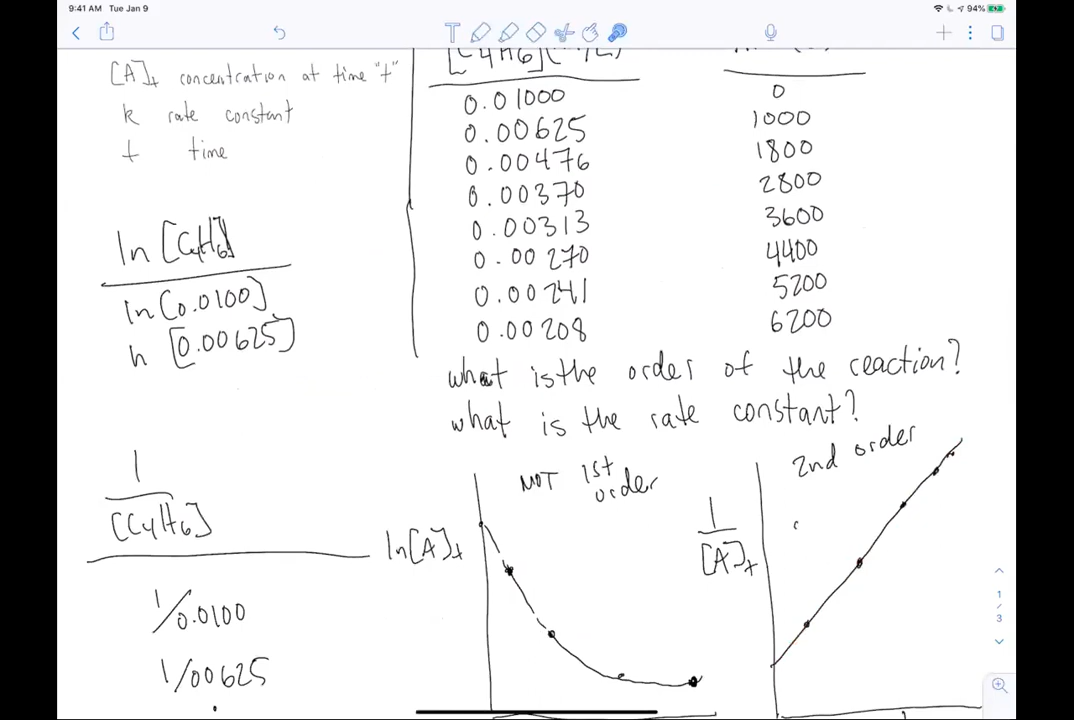 9:41 AM Tue Jan 9
[A]t concentration at time "t"
k rate constant
t time
[C4H6]
0.01000 0
0.00625 1000
0.00476 1800
0.00370 2800
0.00313 3600
0.00270 4400
0.00241 5200
0.00208 6200
ln [C4H6]
ln [0.0100]
ln [0.00625]
what is the order of the reaction?
what is the rate constant?
1
[C4H6]
1/0.0100
1/00625
NOT 1st
order
ln[A]t
2nd order
1
[A]t
1
3